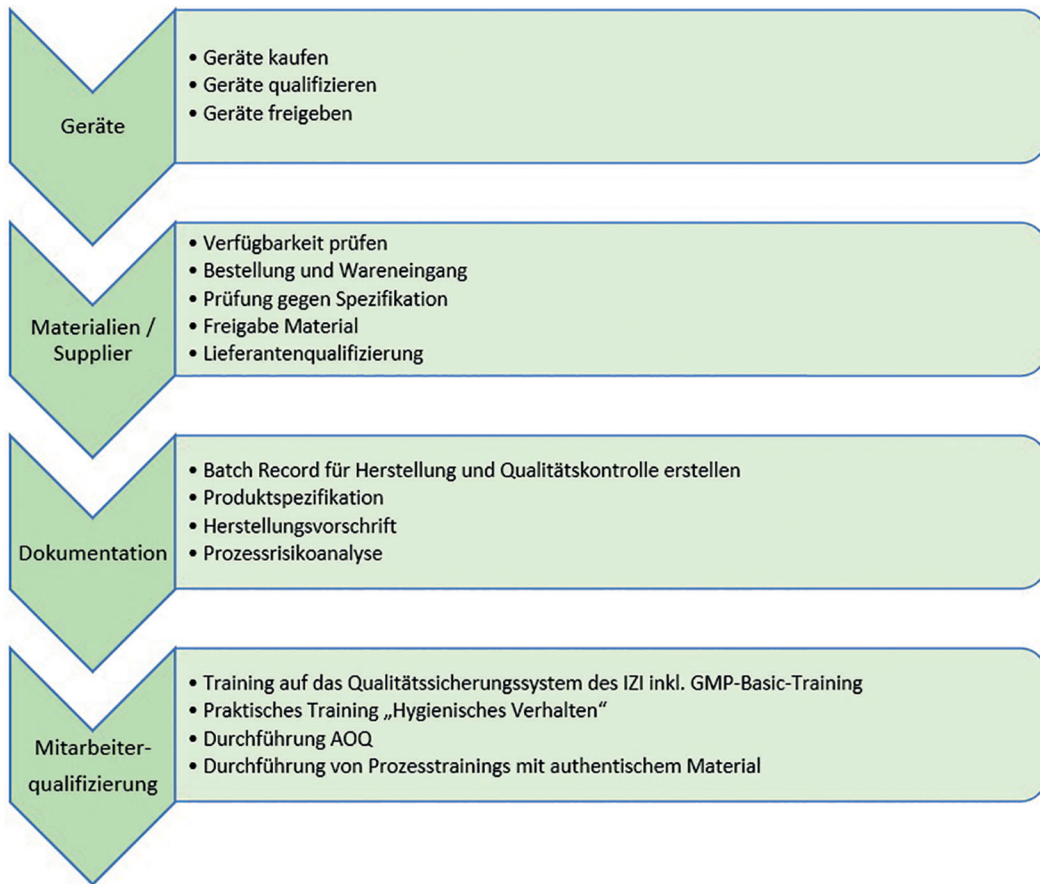 Geräte
• Geräte kaufen
• Geräte qualifizieren
• Geräte freigeben
Materialien /
Supplier
• Verfügbarkeit prüfen
• Bestellung und Wareneingang
• Prüfung gegen Spezifikation
• Freigabe Material
• Lieferantenqualifizierung
Dokumentation
• Batch Record für Herstellung und Qualitätskontrolle erstellen
• Produktspezifikation
• Herstellungsvorschrift
• Prozessrisikoanalyse
Mitarbeiter-
qualifizierung
• Training auf das Qualitätssicherungssystem des IZI inkl. GMP-Basic-Training
• Praktisches Training „Hygienisches Verhalten“
• Durchführung AOQ
• Durchführung von Prozesstrainings mit authentischem Material